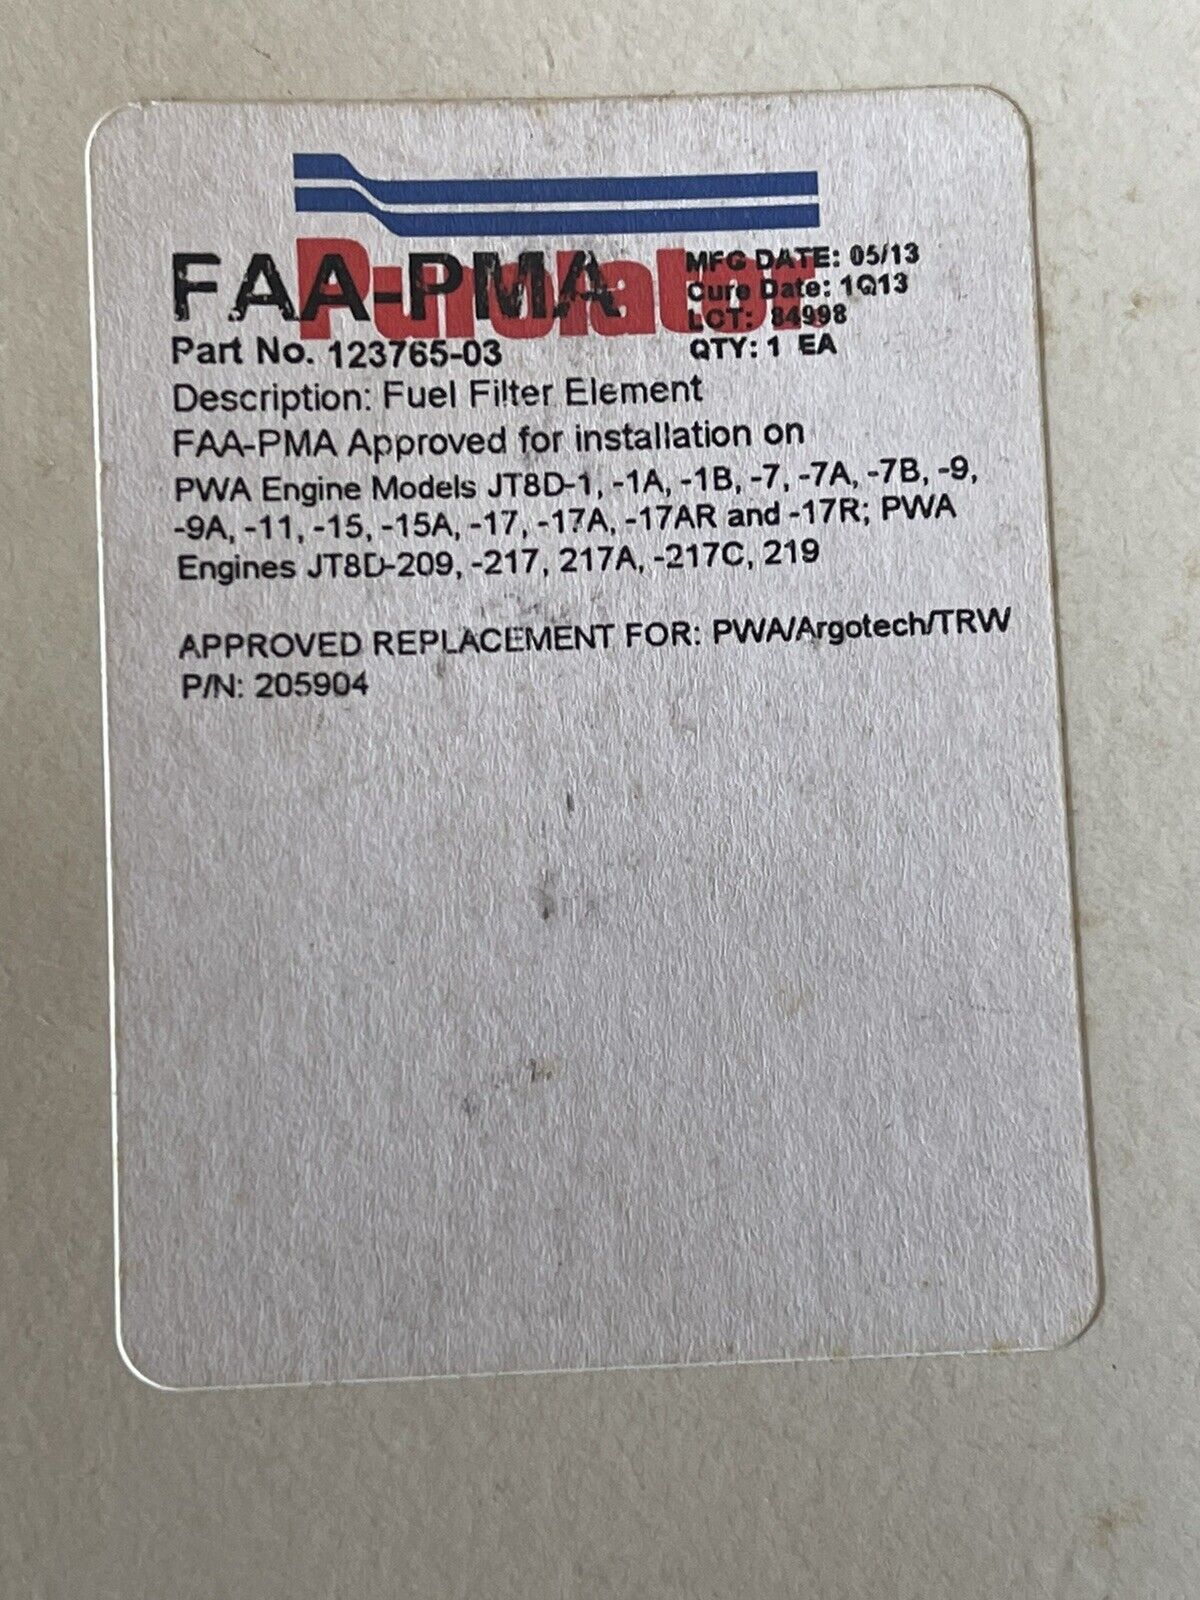 Purolator
FAA-PMA
MFG DATE: 05/13
Cure Date: 1Q13
LOT: 84998
QTY: 1 EA
Part No. 123765-03
Description: Fuel Filter Element
FAA-PMA Approved for installation on
PWA Engine Models JT8D-1, -1A, -1B, -7, -7A, -7B, -9,
-9A, -11, -15, -15A, -17, -17A, -17AR and -17R; PWA
Engines JT8D-209, -217, 217A, -217C, 219
APPROVED REPLACEMENT FOR: PWA/Argotech/TRW
P/N: 205904